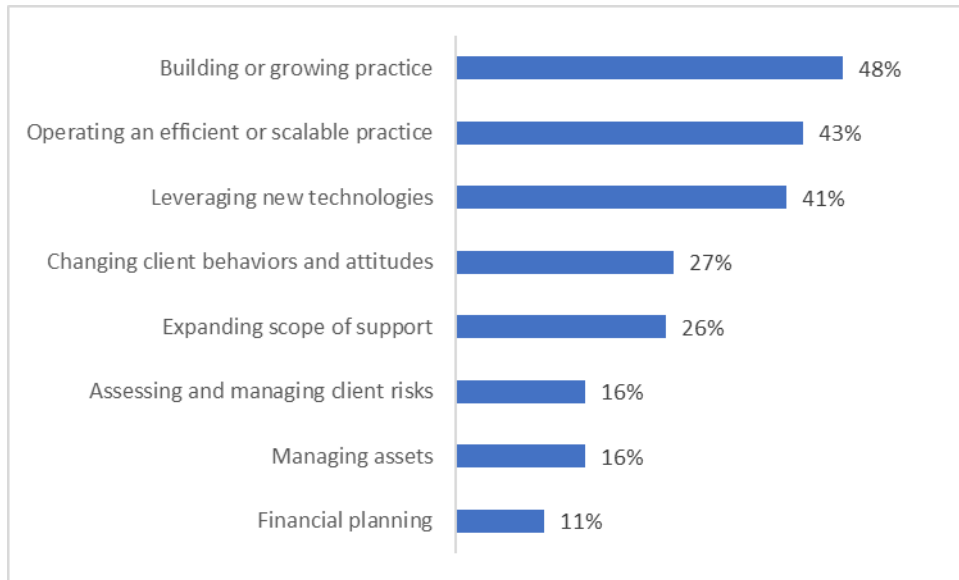 Building or growing practice 48%
Operating an efficient or scalable practice 43%
Leveraging new technologies 41%
Changing client behaviors and attitudes 27%
Expanding scope of support 26%
Assessing and managing client risks 16%
Managing assets 16%
Financial planning 11%